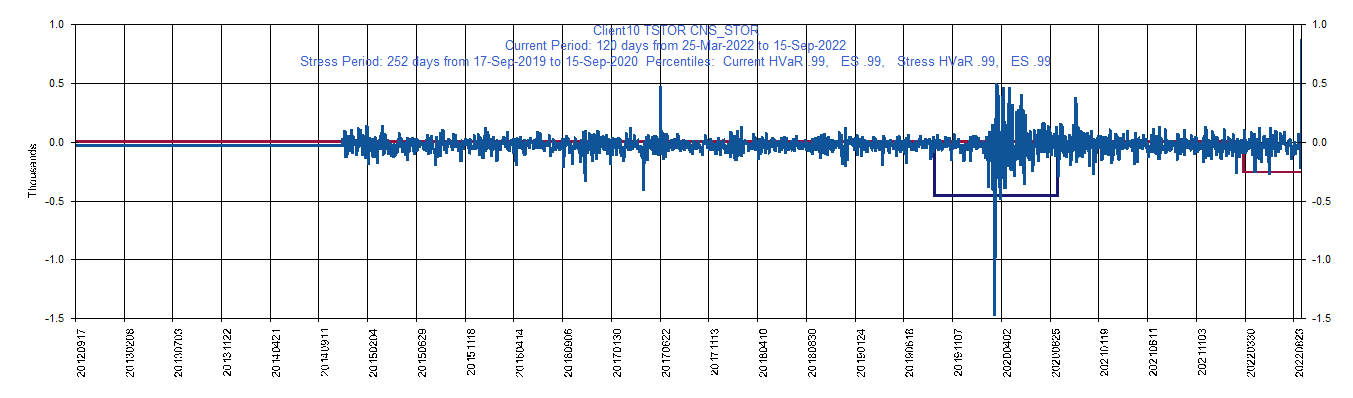 Client10 TSTOR CNS_STOR
Current Period: 120 days from 25-Mar-2022 to 15-Sep-2022
Stress Period: 252 days from 17-Sep-2019 to 15-Sep-2020  Percentiles:  Current HVaR .99,   ES .99,   Stress HVaR .99,   ES .99
1.0 1.0
0.5 0.5
0.0 0.0
-0.5 -0.5
-1.0 -1.0
-1.5 -1.5
Thousands
20120917 20130208 20130703 20131122 20140421 20140911 20150204 20150629 20151118 20160414 20160906 20170130 20170622 20171113 20180410 20180830 20190124 20190618 20191107 20200402 20200825 20210119 20210611 20211103 20220330 20220823